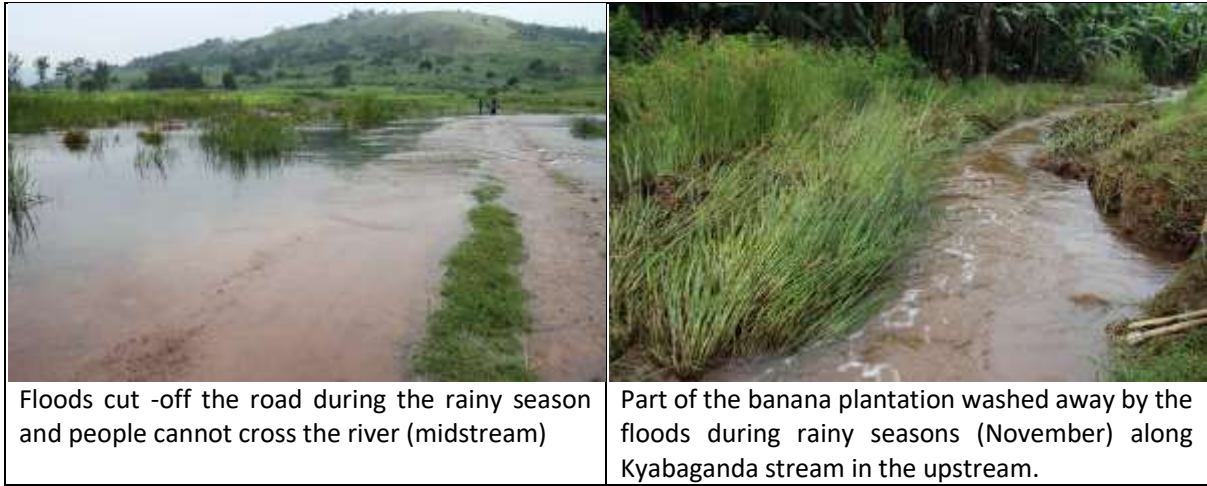 Floods cut -off the road during the rainy season
and people cannot cross the river (midstream)
Part of the banana plantation washed away by the
floods during rainy seasons (November) along
Kyabaganda stream in the upstream.